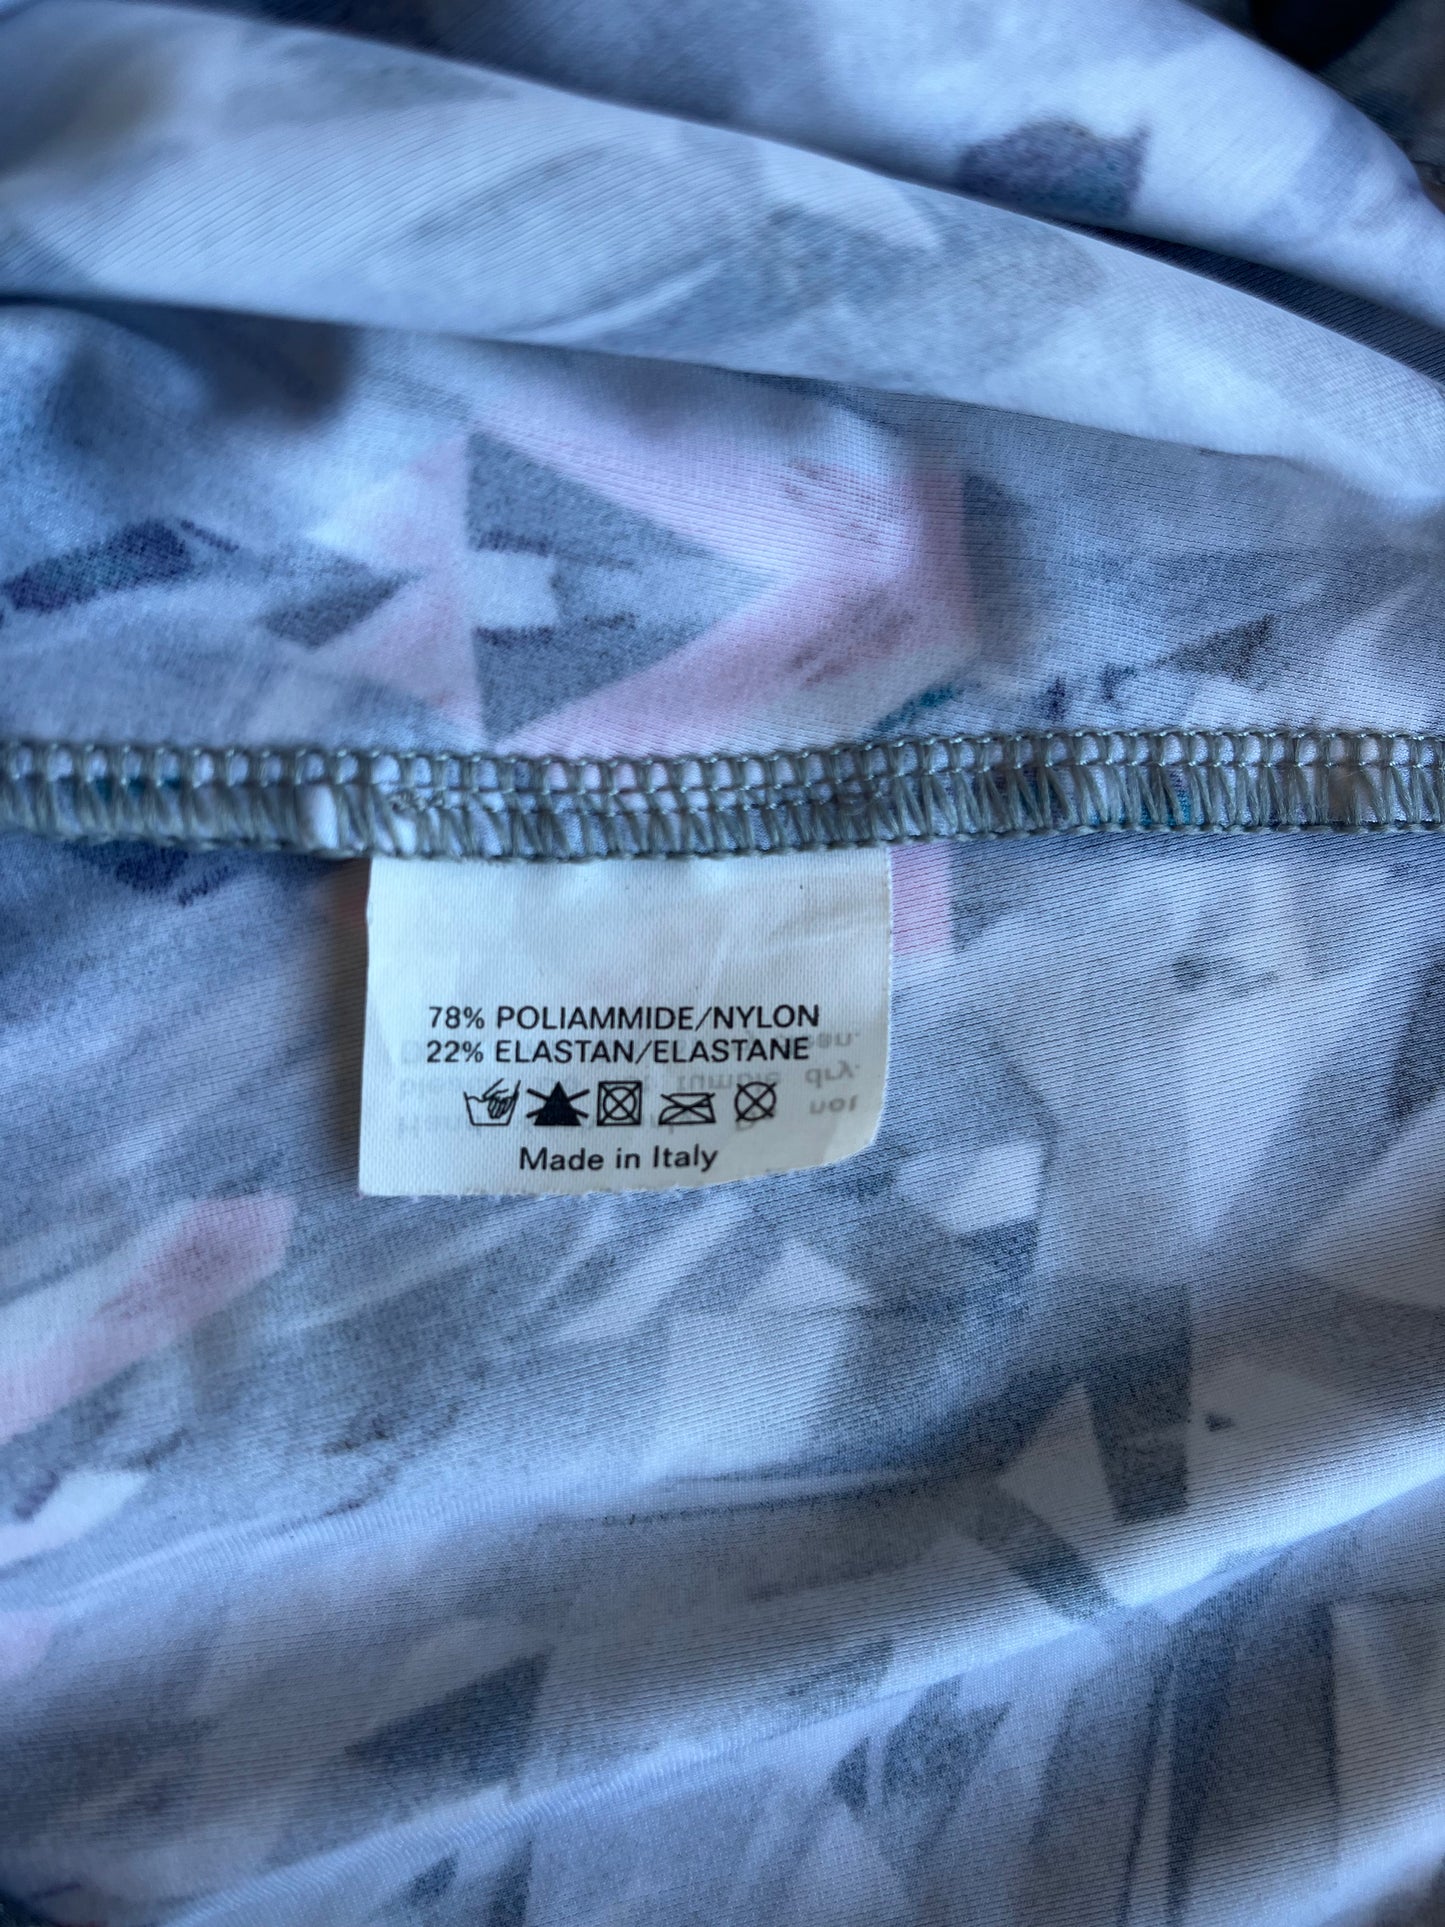 78% POLIAMMIDE/NYLON
22% ELASTAN/ELASTANE
Made in Italy